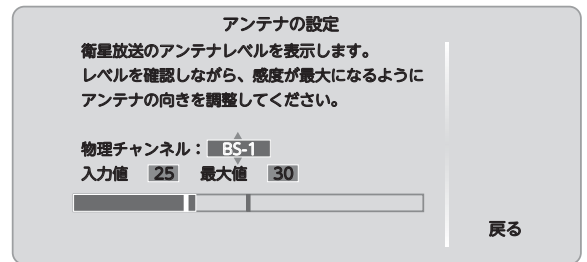 アンテナの設定
衛星放送のアンテナレベルを表示します。
レベルを確認しながら、感度が最大になるように
アンテナの向きを調整してください。
物理チャンネル：BS-1
入力値 25 最大値 30
戻る